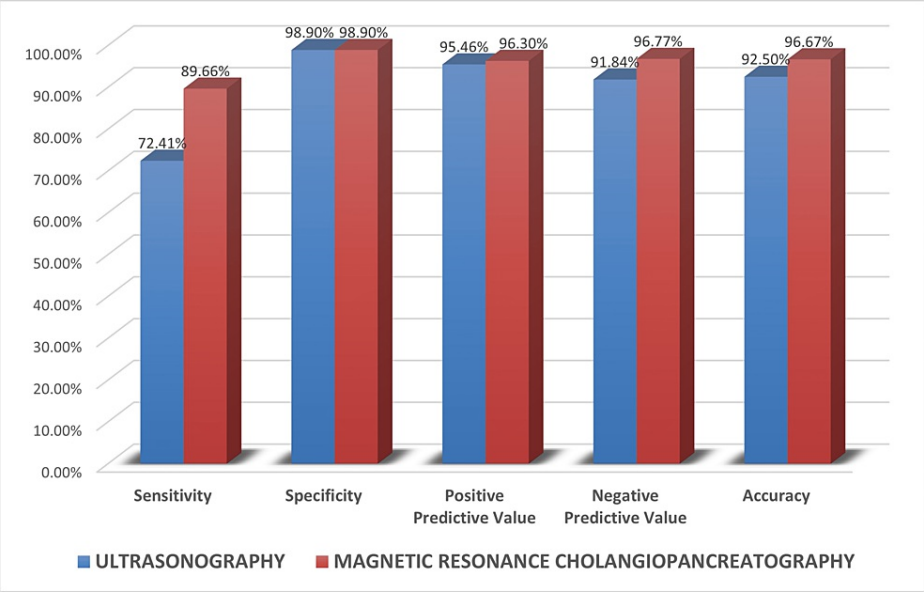 98.90% 98.90%
100.00%
95.46% 96.30%
96.77%
96.67%
91.84%
92.50%
89.66%
90.00%
80.00%
72.41%
70.00%
60.00%
50.00%
40.00%
30.00%
20.00%
10.00%
0.00%
Sensitivity
Specificity
Positive
Predictive Value
Negative
Predictive Value
Accuracy
ULTRASONOGRAPHY
MAGNETIC RESONANCE CHOLANGIOPANCREATOGRAPHY